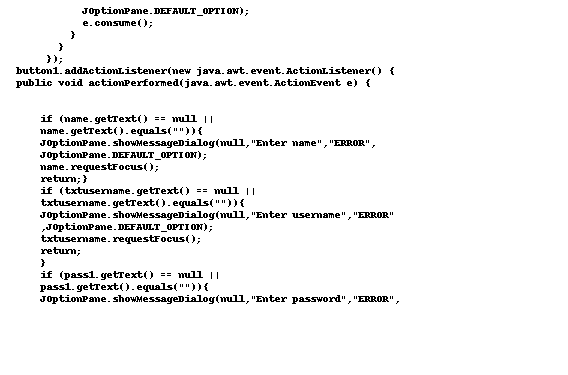 JOptionPane.DEFAULT_OPTION);
e.consume();
}
}
});
button1.addActionListener(new java.awt.event.ActionListener() {
public void actionPerformed(java.awt.event.ActionEvent e) {
if (name.getText() == null ||
name.getText().equals("")){
JOptionPane.showMessageDialog(null,"Enter name","ERROR",
JOptionPane.DEFAULT_OPTION);
name.requestFocus();
return;}
if (txtusername.getText() == null ||
txtusername.getText().equals("")){
JOptionPane.showMessageDialog(null,"Enter username","ERROR"
,JOptionPane.DEFAULT_OPTION);
txtusername.requestFocus();
return;
}
if (pass1.getText() == null ||
pass1.getText().equals("")){
JOptionPane.showMessageDialog(null,"Enter password","ERROR",